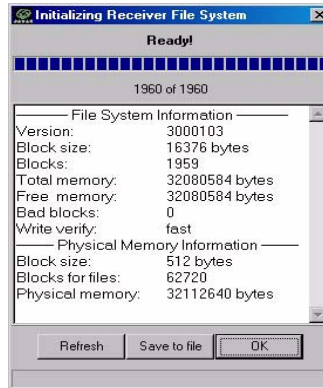 Initializing Receiver File System
Ready!
1960 of 1960
File System Information
Version: 3000103
Block size: 16376 bytes
Blocks: 1959
Total memory: 32080584 bytes
Free memory: 32080584 bytes
Bad blocks: 0
Write verify: fast
Physical Memory Information
Block size: 512 bytes
Blocks for files: 62720
Physical memory: 32112640 bytes
Refresh Save to file OK